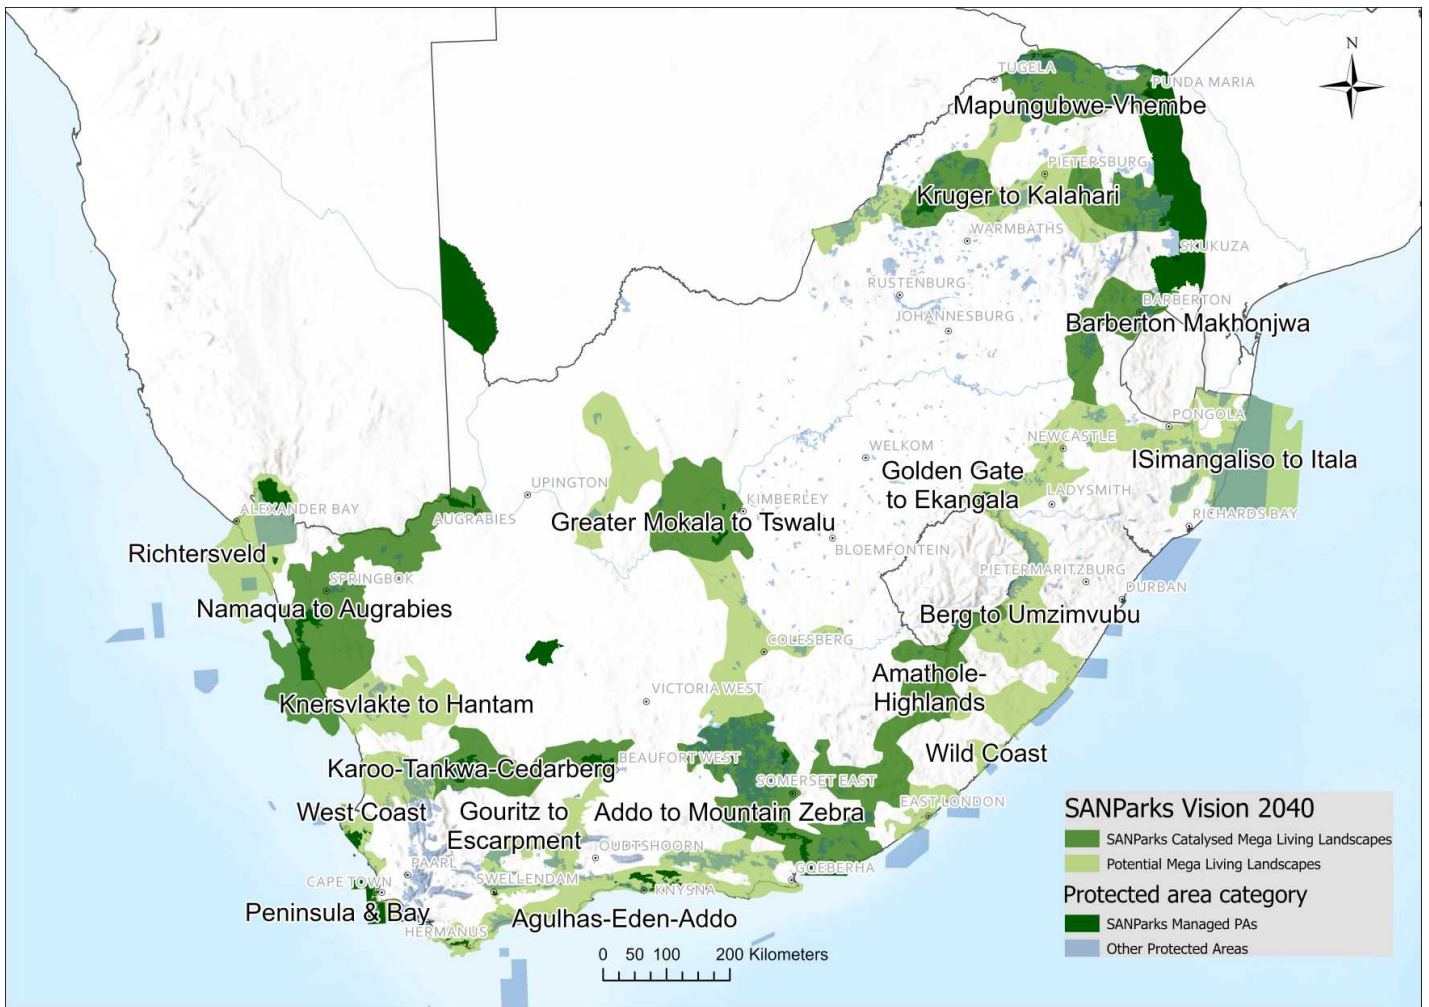 N
TUGELA
PUNDA MARIA
Mapungubwe-Vhembe
PIETERSBURG
Kruger to Kalahari
WARMBATHS
SKUKUZA
RUSTENBURG
BARBERTON
JOHANNESBURG
Barberton Makhonjwa
PONGOLA
NEWCASTLE
WELKOM
ISimangaliso to Itala
Golden Gate
to Ekangala
UPINGTON
LADYSMITH
KIMBERLEY
ALEXANDER BAY
AUGRABIES
RICHARDS BAY
Greater Mokala to Tswalu
BLOEMFONTEIN
Richtersveld
PIETERMARITZBURG
SPRINGBOK
DURBAN
Namaqua to Augrabies
Berg to Umzimvubu
COLESBERG
Amathole-
Highlands
VICTORIA WEST
Knersvlakte to Hantam
Wild Coast
BEAUFORT WEST
Karoo-Tankwa-Cedarberg
SOMERSET EAST
EAST LONDON
West Coast
Gouritz to
Escarpment
Addo to Mountain Zebra
OUDTSHOORN
PAARL
GQEBERHA
CAPE TOWN
SWELLENDAM
KNYSNA
Peninsula & Bay
Agulhas-Eden-Addo
HERMANUS
0 50 100 200 Kilometers
SANParks Vision 2040
SANParks Catalysed Mega Living Landscapes
Potential Mega Living Landscapes
Protected area category
SANParks Managed PAs
Other Protected Areas